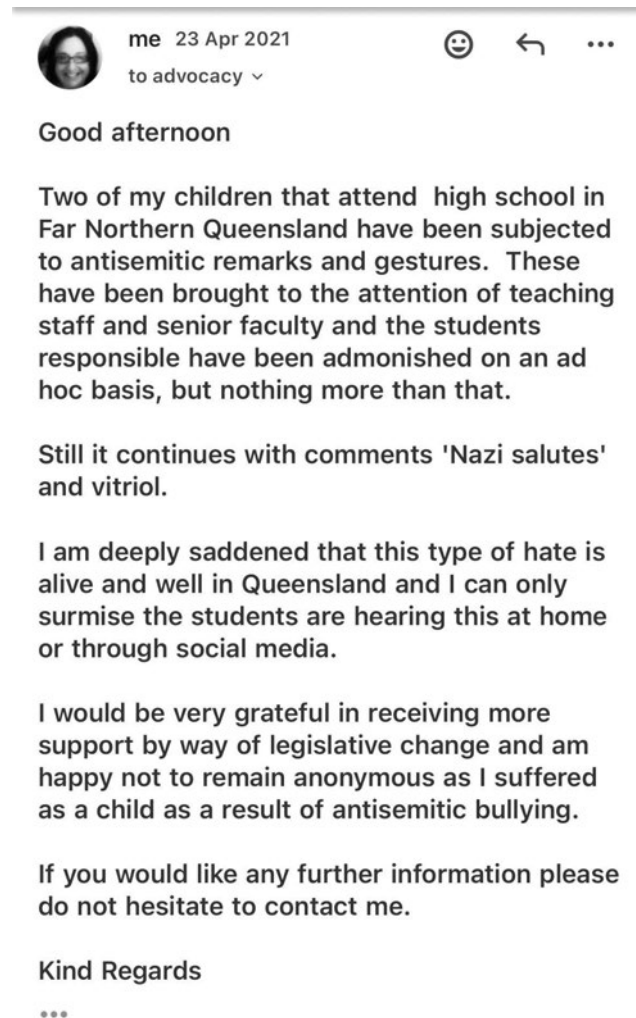 me 23 Apr 2021
to advocacy
Good afternoon
Two of my children that attend  high school in
Far Northern Queensland have been subjected
to antisemitic remarks and gestures.  These
have been brought to the attention of teaching
staff and senior faculty and the students
responsible have been admonished on an ad
hoc basis, but nothing more than that.
Still it continues with comments 'Nazi salutes'
and vitriol.
I am deeply saddened that this type of hate is
alive and well in Queensland and I can only
surmise the students are hearing this at home
or through social media.
I would be very grateful in receiving more
support by way of legislative change and am
happy not to remain anonymous as I suffered
as a child as a result of antisemitic bullying.
If you would like any further information please
do not hesitate to contact me.
Kind Regards